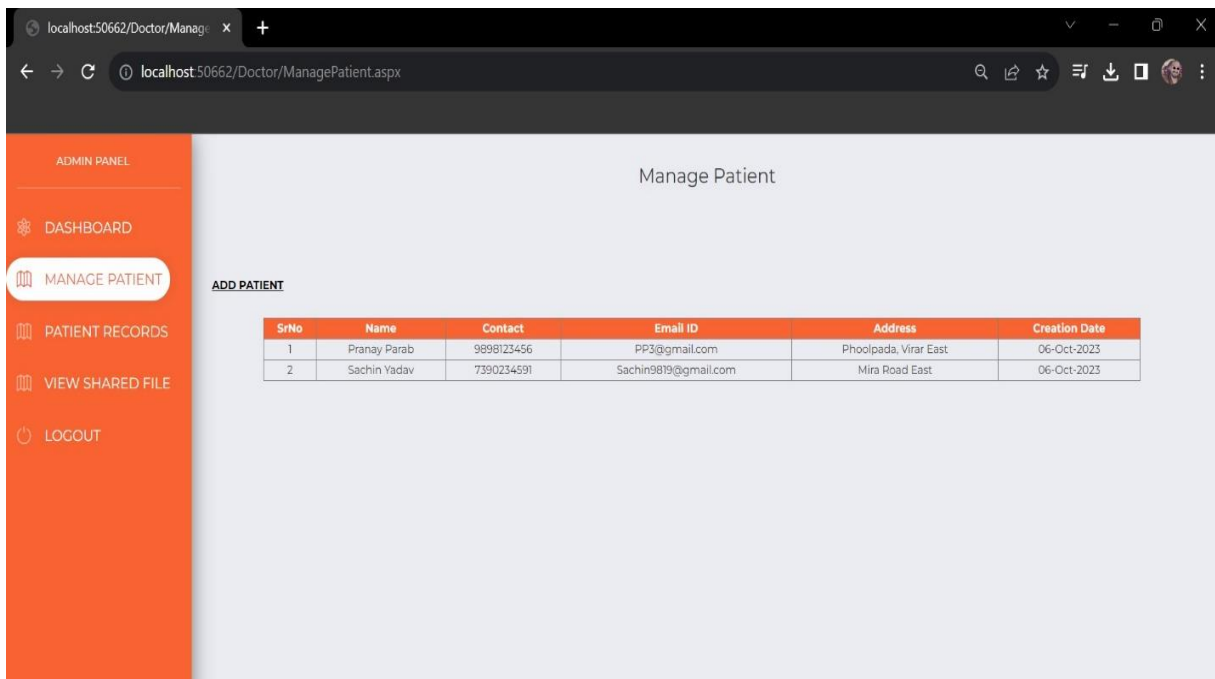 localhost:50662/Doctor/Manage
localhost:50662/Doctor/ManagePatient.aspx
ADMIN PANEL
Manage Patient
DASHBOARD
MANAGE PATIENT
ADD PATIENT
PATIENT RECORDS
SrNo Name Contact Email ID Address Creation Date
1 Pranay Parab 9898123456 PP3@gmail.com Phoolpada, Virar East 06-Oct-2023
2 Sachin Yadav 7390234591 Sachin9819@gmail.com Mira Road East 06-Oct-2023
VIEW SHARED FILE
LOGOUT